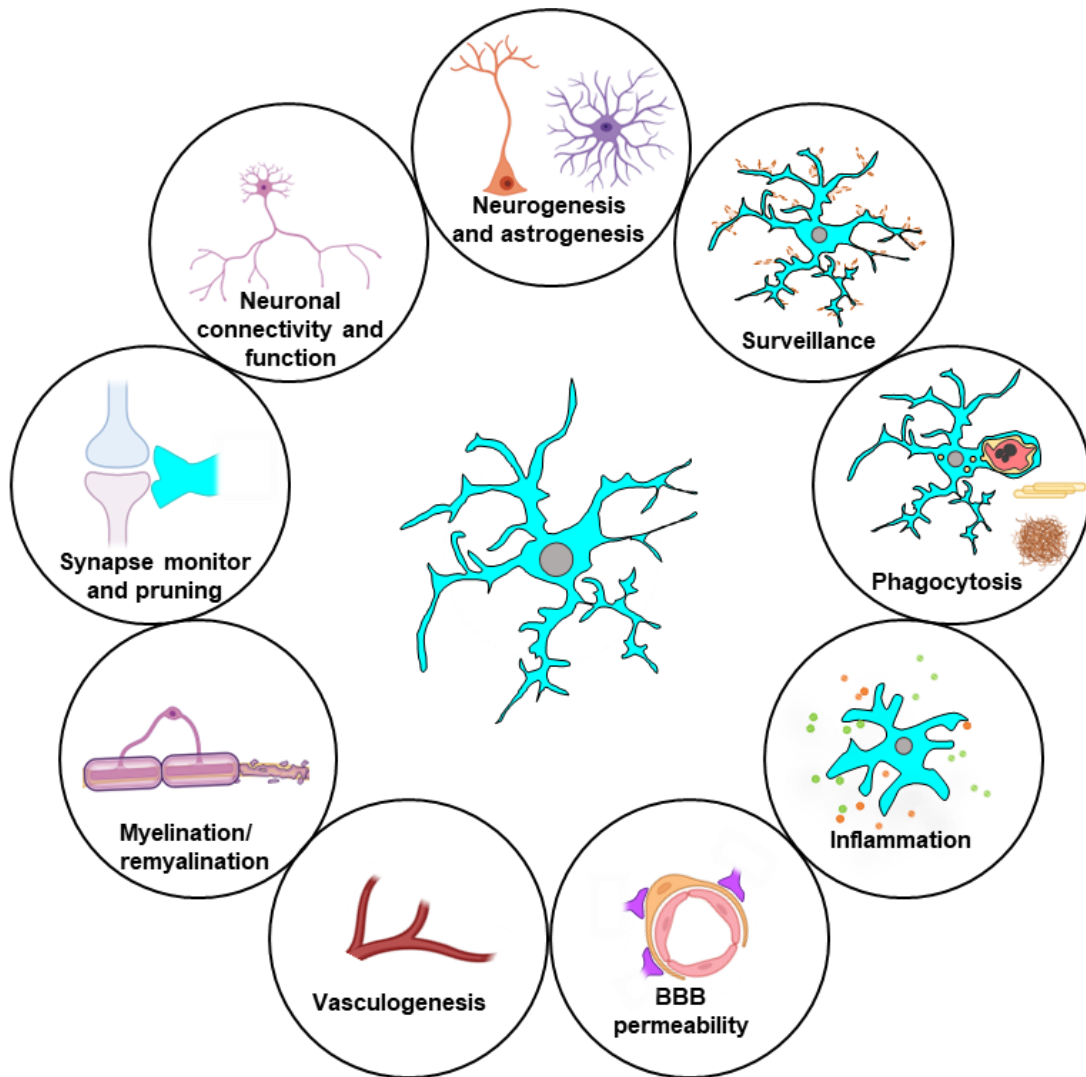 Neurogenesis
and astrogenesis
Surveillance
Phagocytosis
Inflammation
BBB
permeability
Vasculogenesis
Myelination/
remyalination
Synapse monitor
and pruning
Neuronal
connectivity and
function